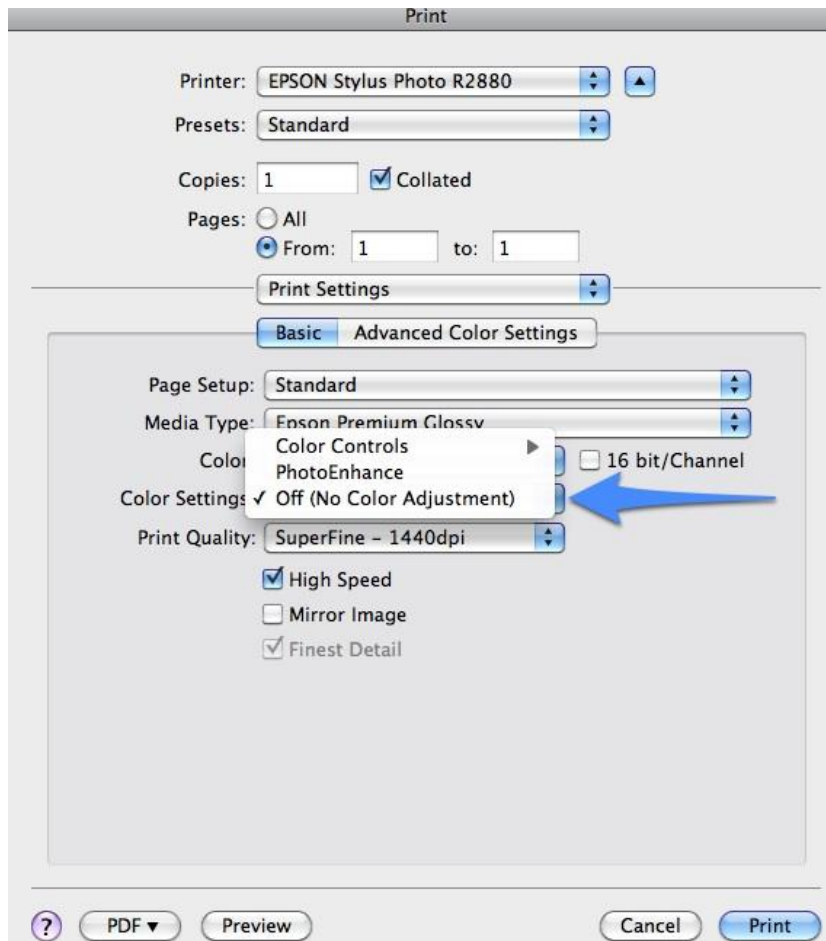 Print
Printer: EPSON Stylus Photo R2880
Presets: Standard
Copies: 1 Collated
Pages: All
From: 1 to: 1
Print Settings
Basic Advanced Color Settings
Page Setup: Standard
Media Type: Epson Premium Glossy
Color Controls
PhotoEnhance
Color 16 bit/Channel
Color Settings ✓ Off (No Color Adjustment)
Print Quality: SuperFine - 1440dpi
High Speed
Mirror Image
Finest Detail
? PDF ▼ Preview Cancel Print